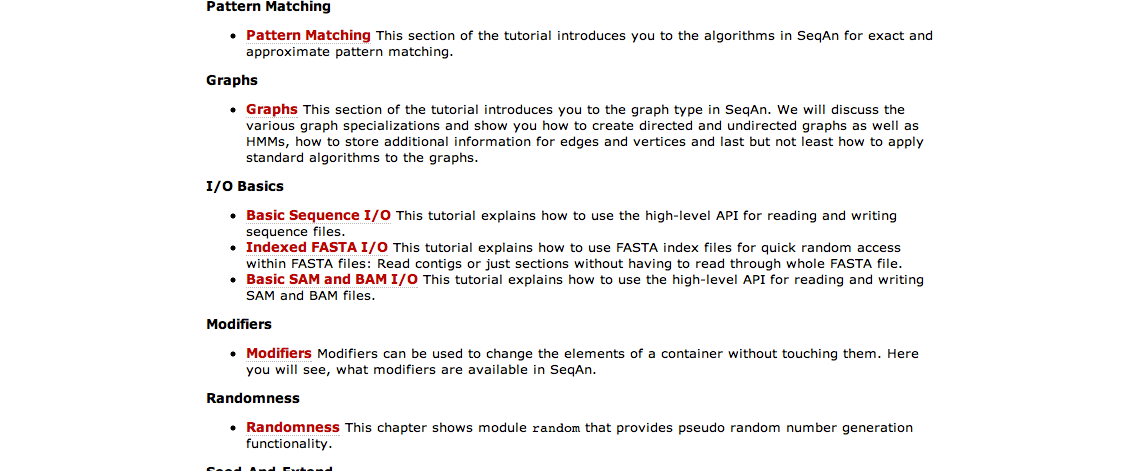 Pattern Matching
Pattern Matching This section of the tutorial introduces you to the algorithms in SeqAn for exact and
approximate pattern matching.
Graphs
Graphs This section of the tutorial introduces you to the graph type in SeqAn. We will discuss the
various graph specializations and show you how to create directed and undirected graphs as well as
HMMs, how to store additional information for edges and vertices and last but not least how to apply
standard algorithms to the graphs.
I/O Basics
Basic Sequence I/O This tutorial explains how to use the high-level API for reading and writing
sequence files.
Indexed FASTA I/O This tutorial explains how to use FASTA index files for quick random access
within FASTA files: Read contigs or just sections without having to read through whole FASTA file.
Basic SAM and BAM I/O This tutorial explains how to use the high-level API for reading and writing
SAM and BAM files.
Modifiers
Modifiers Modifiers can be used to change the elements of a container without touching them. Here
you will see, what modifiers are available in SeqAn.
Randomness
Randomness This chapter shows module random that provides pseudo random number generation
functionality.
Seed-And-Extend